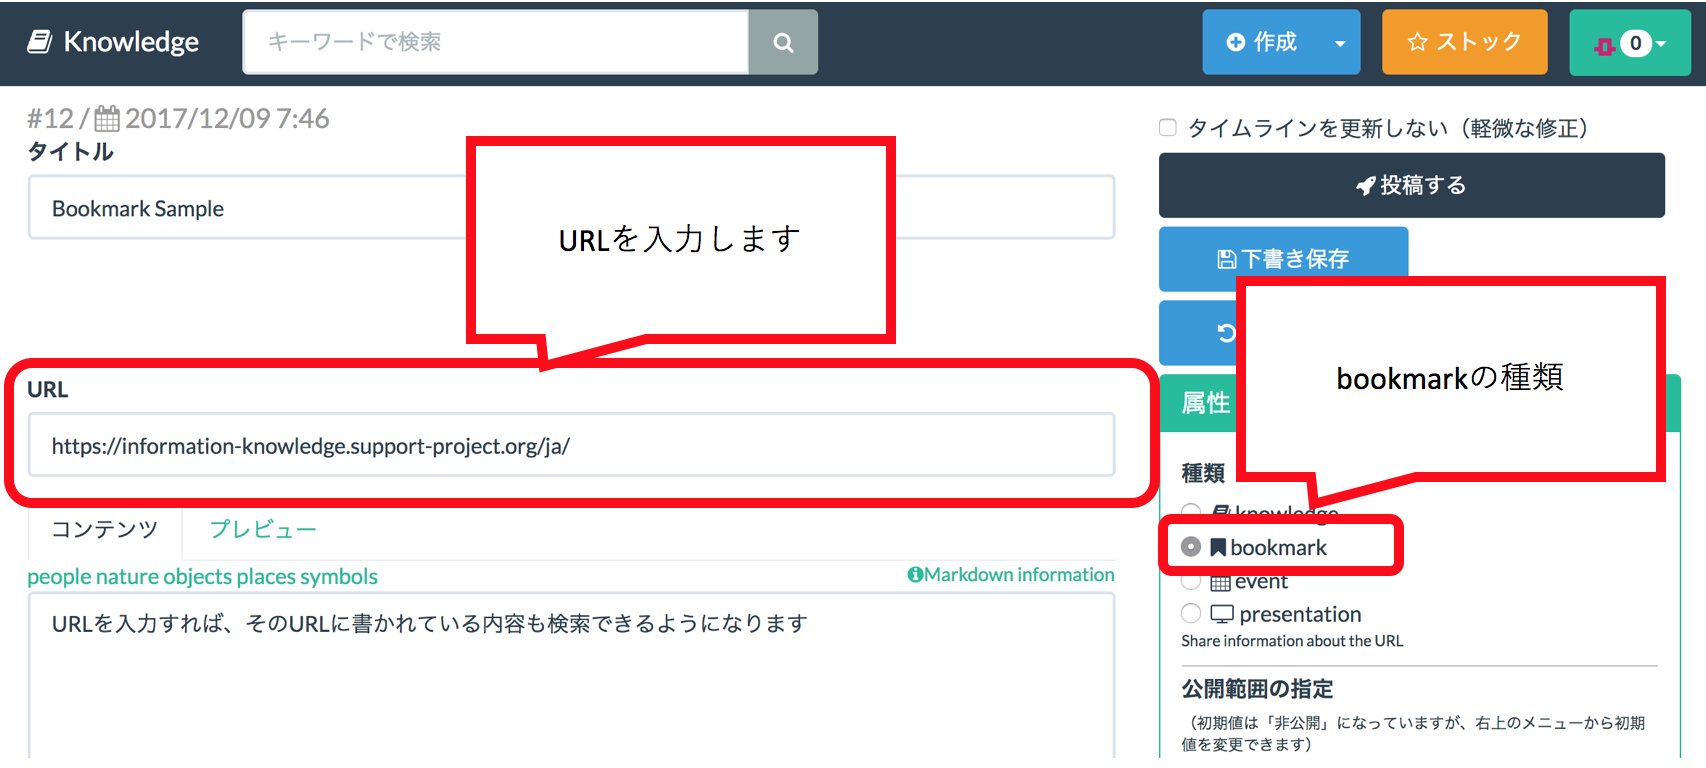 Knowledge
キーワードで検索
作成
ストック
0
#12 / 2017/12/09 7:46
タイトル
Bookmark Sample
URLを入力します
URL
https://information-knowledge.support-project.org/ja/
コンテンツ
プレビュー
people nature objects places symbols
Markdown information
URLを入力すれば、そのURLに書かれている内容も検索できるようになります
タイムラインを更新しない（軽微な修正）
投稿する
下書き保存
bookmarkの種類
属性
種類
knowledge
bookmark
event
presentation
Share information about the URL
公開範囲の指定
（初期値は「非公開」になっていますが、右上のメニューから初期
値を変更できます）